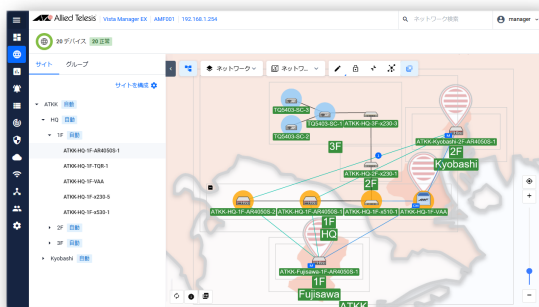 Allied Telesis
Vista Manager EX
AMF001
192.168.1.254
ネットワーク検索
manager
20 デバイス
20 正常
サイト
グループ
サイトを構成
ATKK
自動
HQ
自動
1F
自動
ATKK-HQ-1F-AR4050S-1
ATKK-HQ-1F-TQR-1
ATKK-HQ-1F-VAA
ATKK-HQ-1F-x230-5
ATKK-HQ-1F-x530-1
2F
自動
3F
自動
Kyobashi
自動
ネットワーク
ネットワ...
TQ5403-SC-3
TQ5403-SC-1
ATKK-HQ-3F-x230-3
TQ5403-SC-2
3F
ATKK-Kyobashi-2F-AR4050S-1
2F
Kyobashi
ATKK-HQ-2F-x230-1
2F
ATKK-HQ-1F-AR4050S-2
ATKK-HQ-1F-AR4050S-1
ATKK-HQ-1F-x510-1
ATKK-HQ-1F-VAA
1F
HQ
ATKK-Fujisawa-1F-AR4050S-1
1F
Fujisawa
ATKK